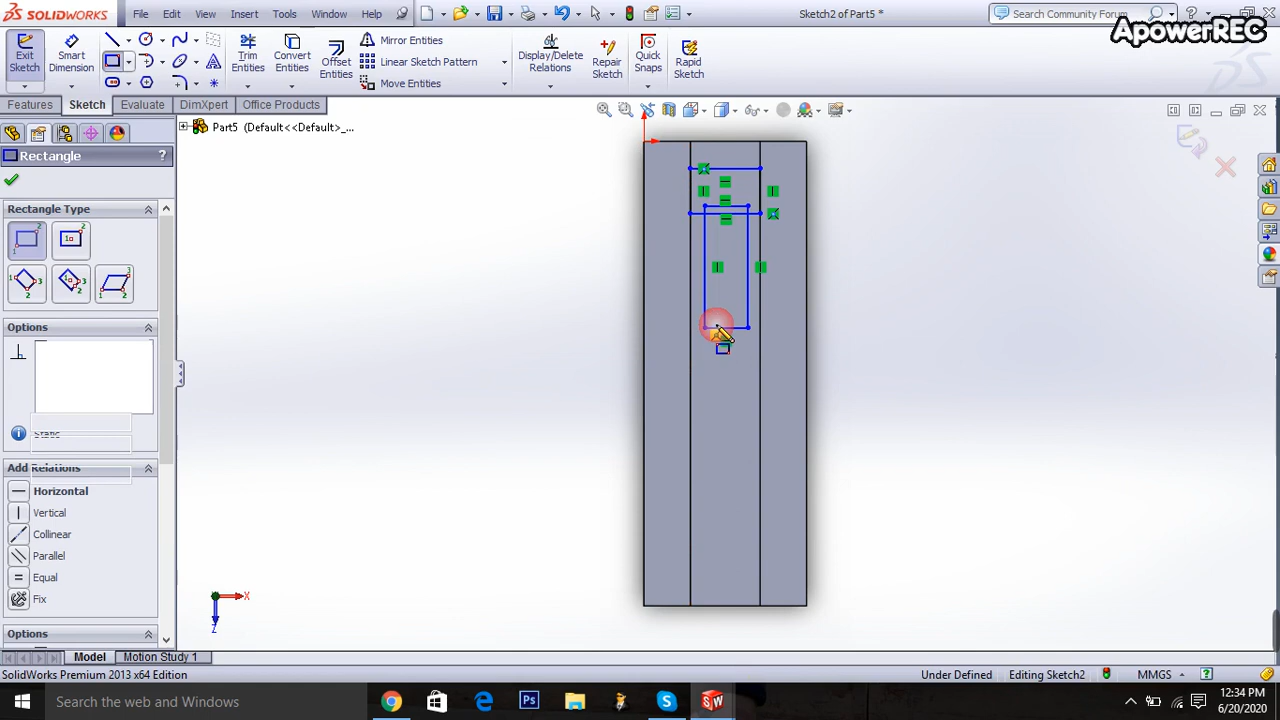 SOLIDWORKS File Edit View Insert Tools Window Help Sketch2 of Part5 * Search Community Forum
ApowerREC
Exit Sketch
Smart Dimension
Trim Entities
Convert Entities
Offset Entities
Mirror Entities
Linear Sketch Pattern
Move Entities
Display/Delete Relations
Repair Sketch
Quick Snaps
Rapid Sketch
Features Sketch Evaluate DimXpert Office Products
Part5 (Default<<Default>_...
Rectangle ?
Rectangle Type
Options
Add Relations
Horizontal
Vertical
Collinear
Parallel
Equal
Fix
Options
X
Z
Model Motion Study 1
SolidWorks Premium 2013 x64 Edition Under Defined Editing Sketch2 MMGS ?
Search the web and Windows
12:34 PM
6/20/2020